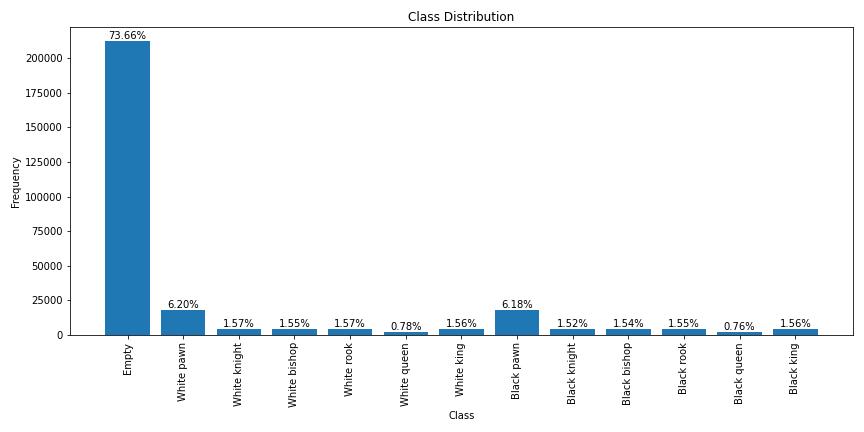 Class Distribution
Frequency
200000
175000
150000
125000
100000
75000
50000
25000
0
73.66%
6.20%
1.57%
1.55%
1.57%
0.78%
1.56%
6.18%
1.52%
1.54%
1.55%
0.76%
1.56%
Empty
White pawn
White knight
White bishop
White rook
White queen
White king
Black pawn
Black knight
Black bishop
Black rook
Black queen
Black king
Class